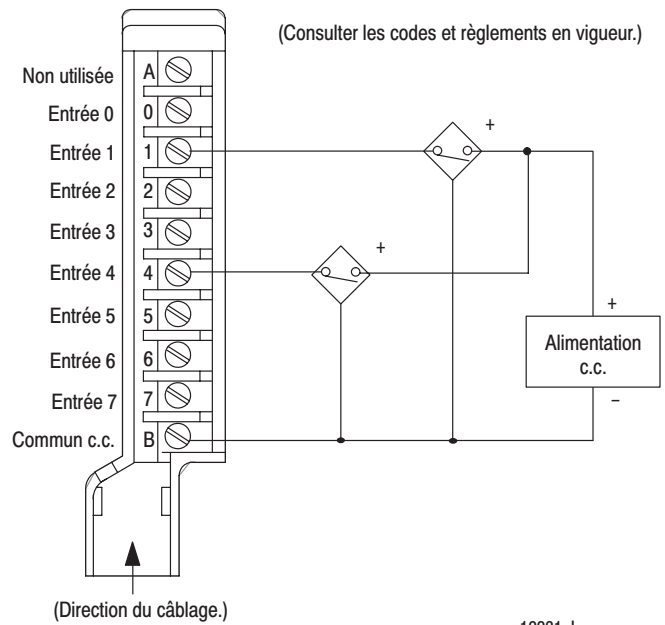 (Consulter les codes et règlements en vigueur.)
Non utilisée A
Entrée 0 0
Entrée 1 1
Entrée 2 2
Entrée 3 3
Entrée 4 4
Entrée 5 5
Entrée 6 6
Entrée 7 7
Commun c.c. B
+
+
+
Alimentation
c.c.
–
(Direction du câblage.)